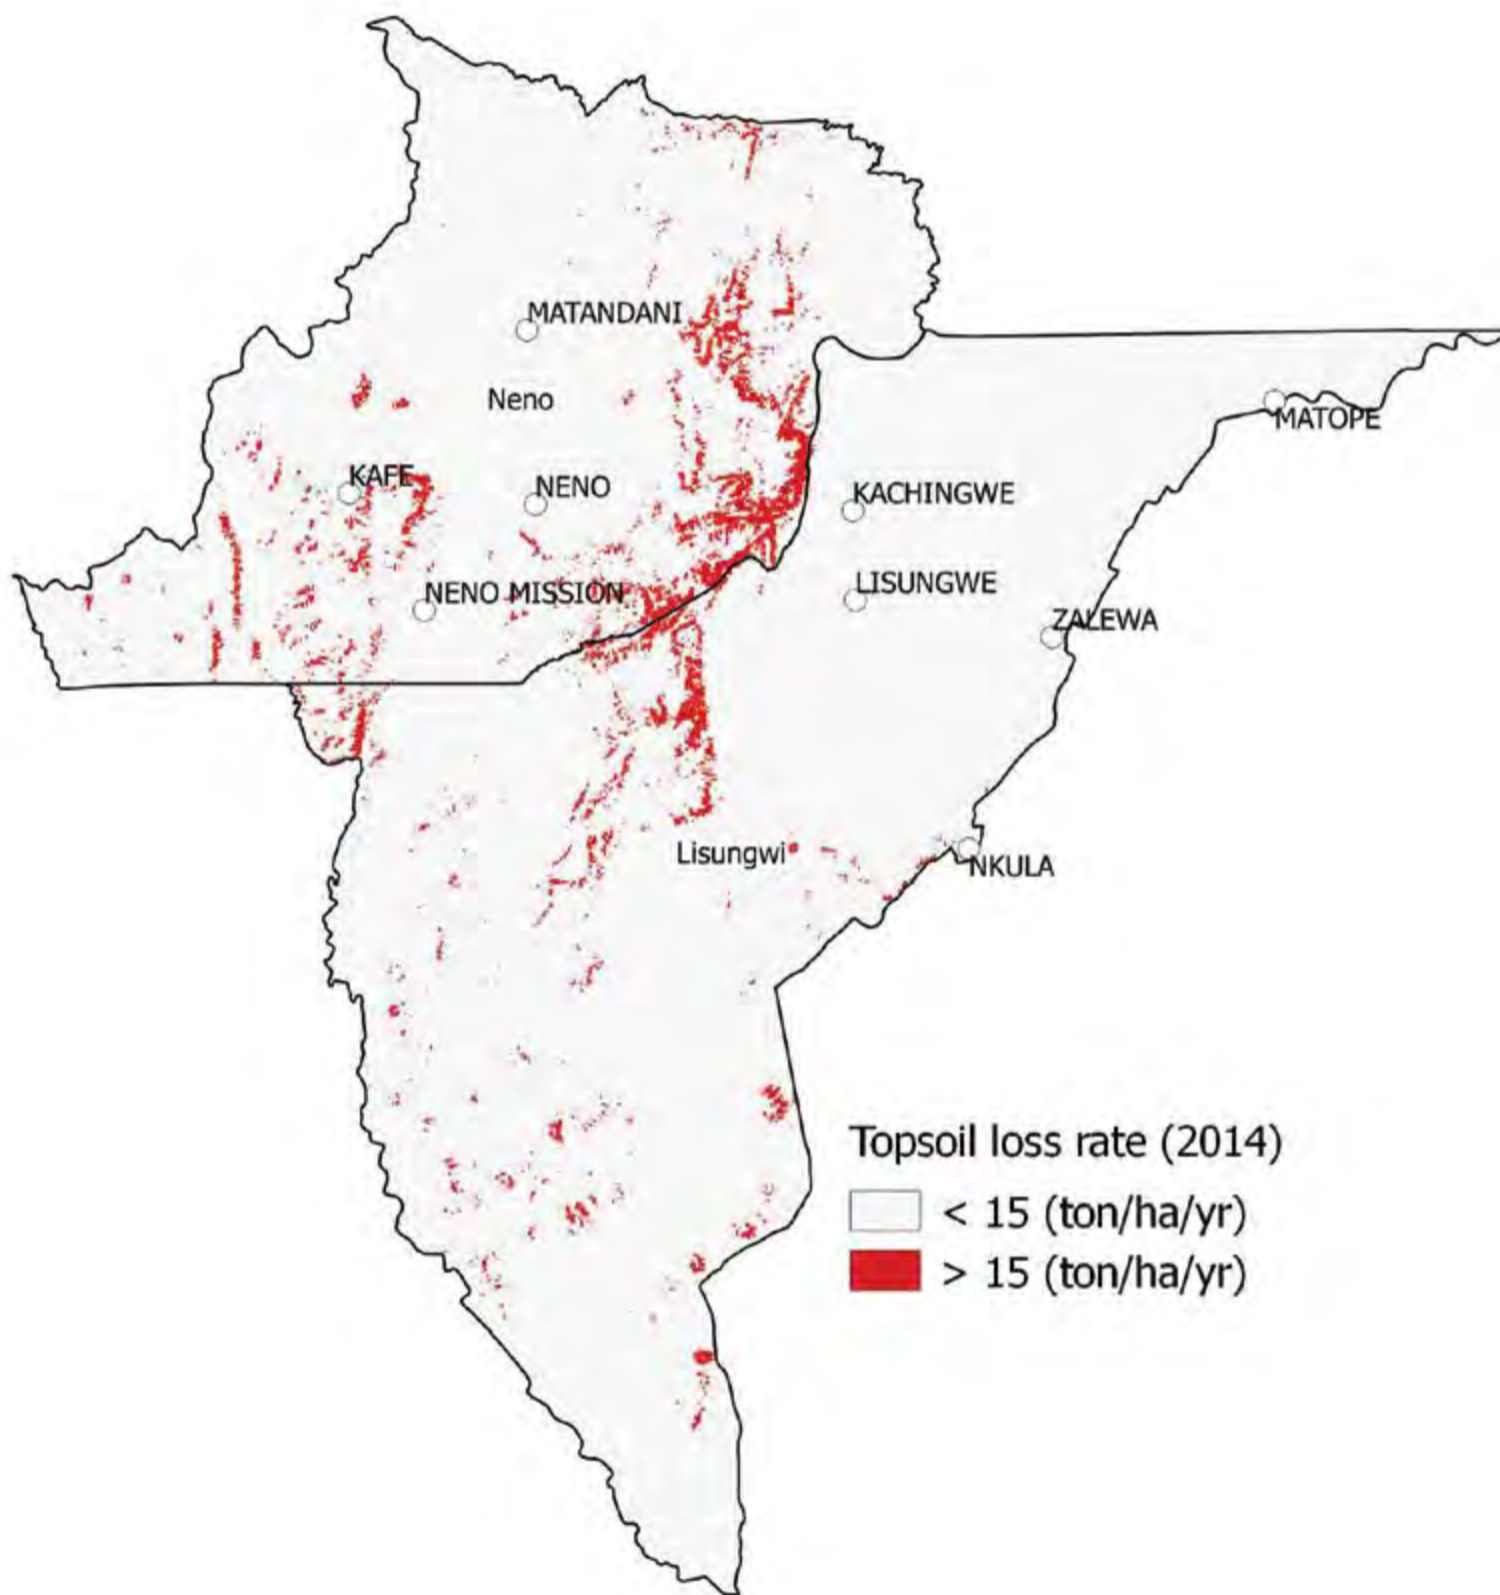 MATANDANI
Neno
MATOPE
KAFE
NENO
KACHINGWE
NENO MISSION
LISUNGWE
ZALEWA
Lisungwi
NKULA
Topsoil loss rate (2014)
< 15 (ton/ha/yr)
> 15 (ton/ha/yr)